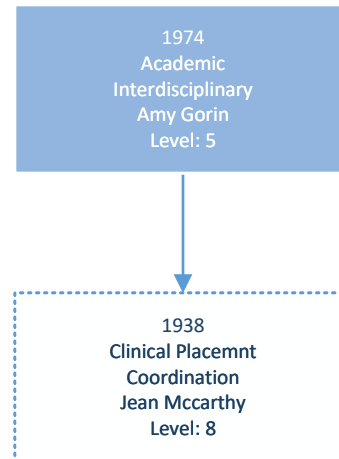 1974
Academic
Interdisciplinary
Amy Gorin
Level: 5
1938
Clinical Placemnt
Coordination
Jean Mccarthy
Level: 8